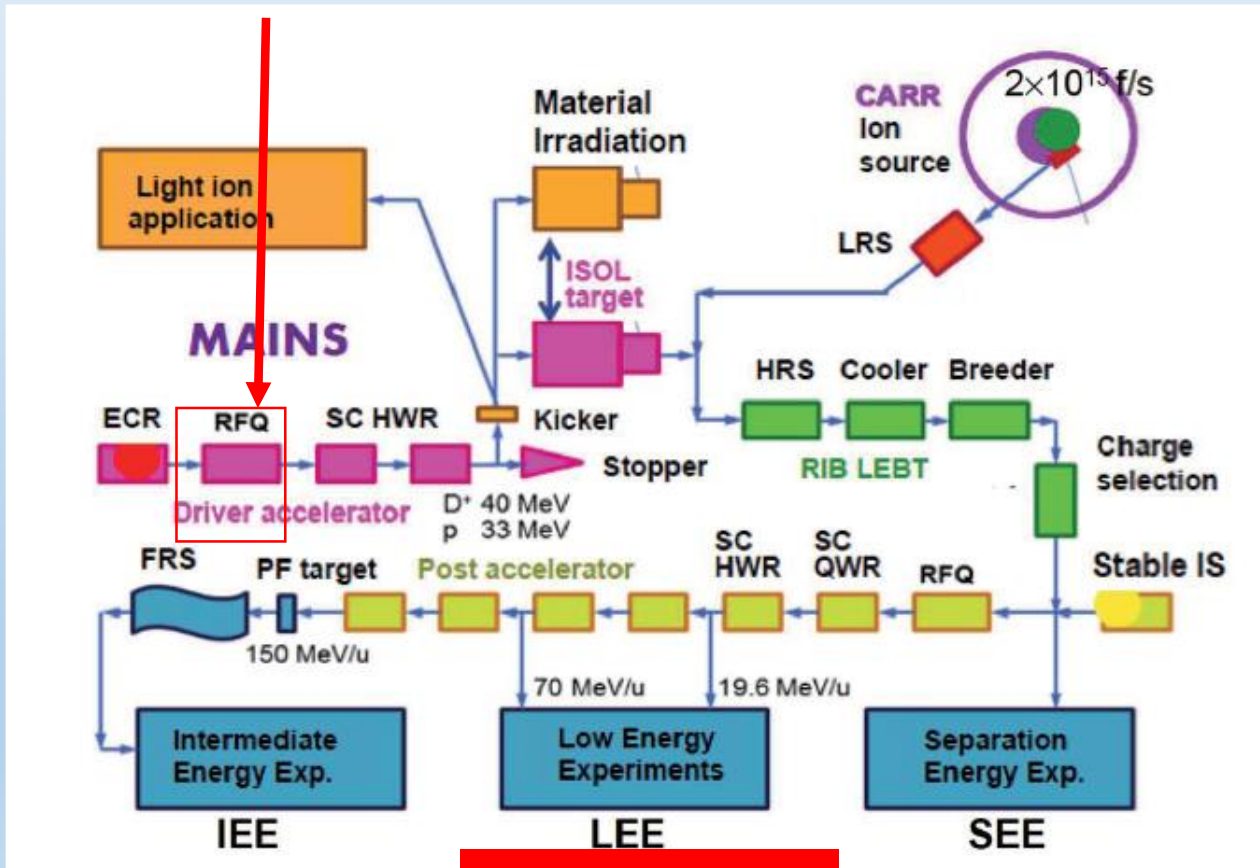 2×10¹⁵ f/s
CARR
Ion
source
Material
Irradiation
Light ion
application
LRS
ISOL
target
MAINS
HRS Cooler Breeder
ECR RFQ SC HWR Kicker
Stopper
RIB LEBT
Charge
selection
Driver accelerator
D⁺ 40 MeV
p 33 MeV
FRS PF target Post accelerator
SC
HWR
SC
QWR
RFQ
Stable IS
150 MeV/u
70 MeV/u
19.6 MeV/u
Intermediate
Energy Exp.
Low Energy
Experiments
Separation
Energy Exp.
IEE LEE SEE